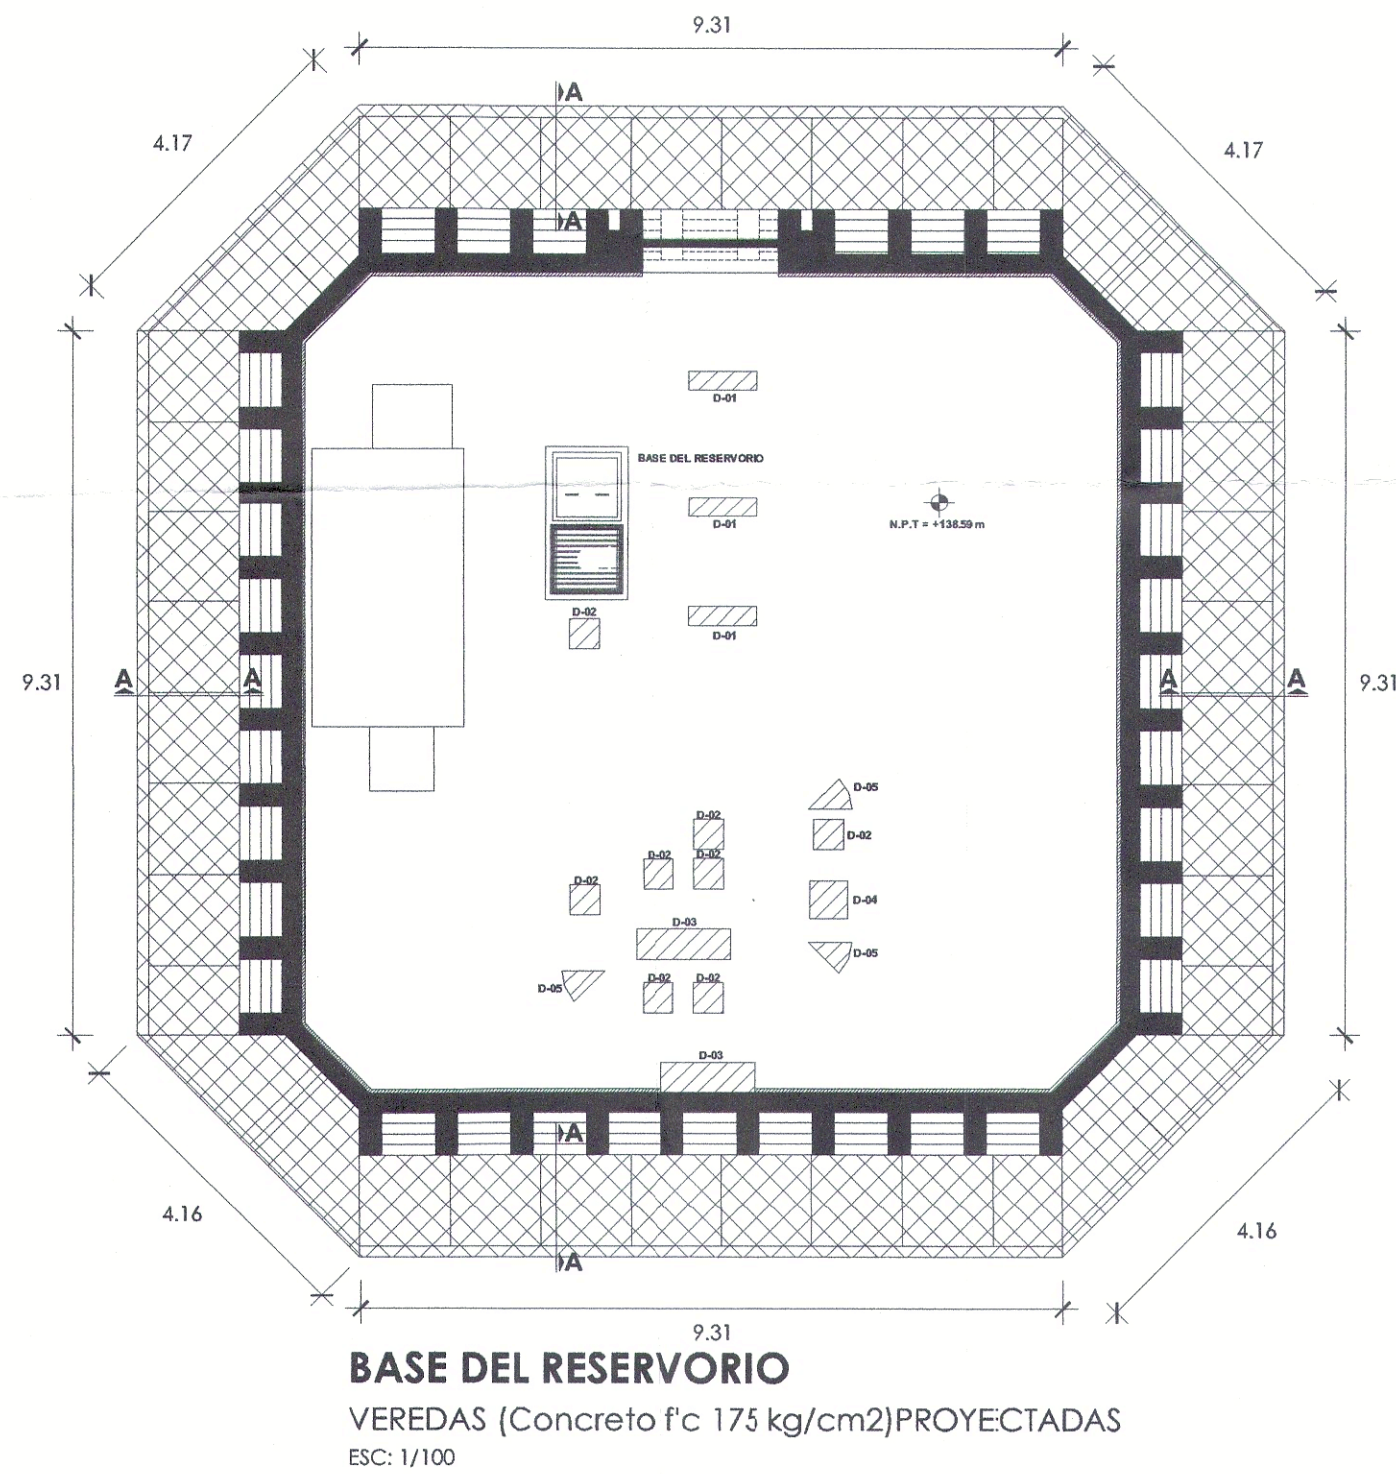 9.31
A
4.17
4.17
A
D-01
BASE DEL RESERVORIO
D-01
N.P.T = +138.59 m
D-02
D-01
9.31
A
A
A
A
9.31
D-05
D-02
D-02
D-02
D-02
D-02
D-04
D-03
D-05
D-05
D-02
D-02
D-03
A
4.16
4.16
A
9.31
BASE DEL RESERVORIO
VEREDAS (Concreto f'c 175 kg/cm2)PROYECTADAS
ESC: 1/100